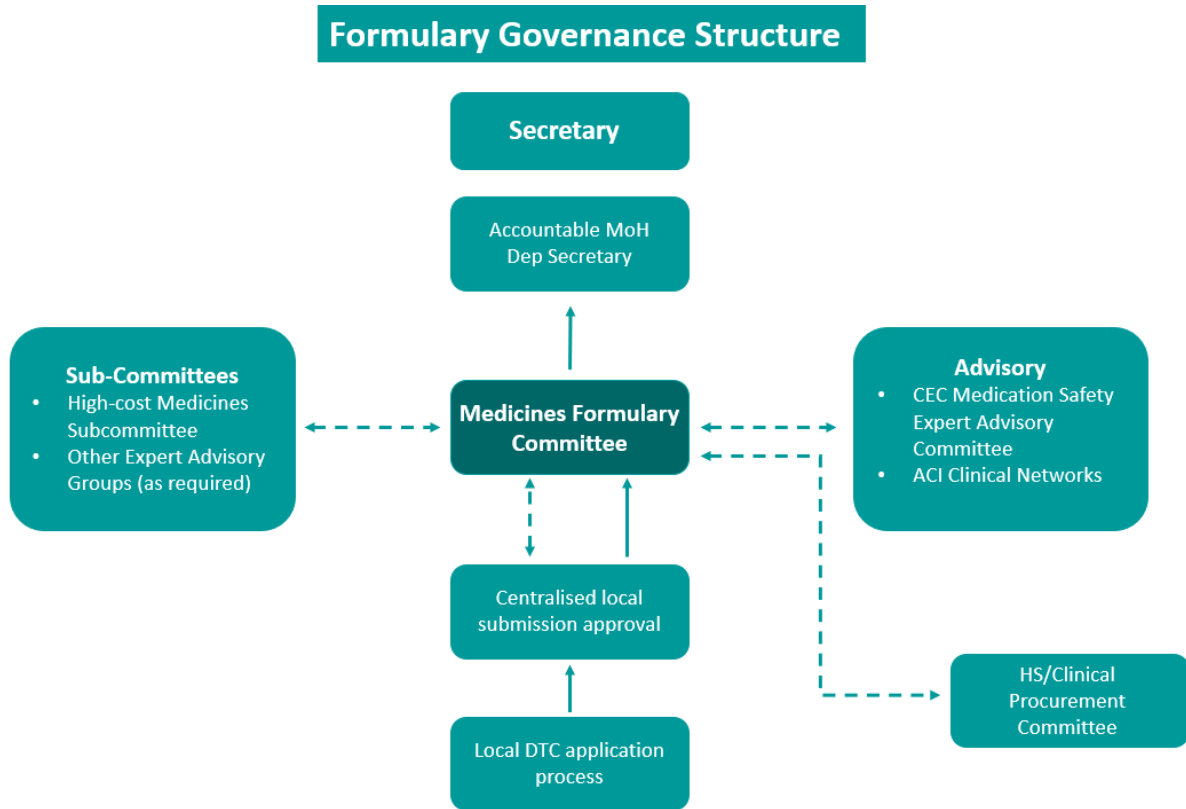 Formulary Governance Structure
Secretary
Accountable MoH
Dep Secretary
Sub-Committees
• High-cost Medicines
Subcommittee
• Other Expert Advisory
Groups (as required)
Medicines Formulary
Committee
Advisory
• CEC Medication Safety
Expert Advisory
Committee
• ACI Clinical Networks
Centralised local
submission approval
HS/Clinical
Procurement
Committee
Local DTC application
process